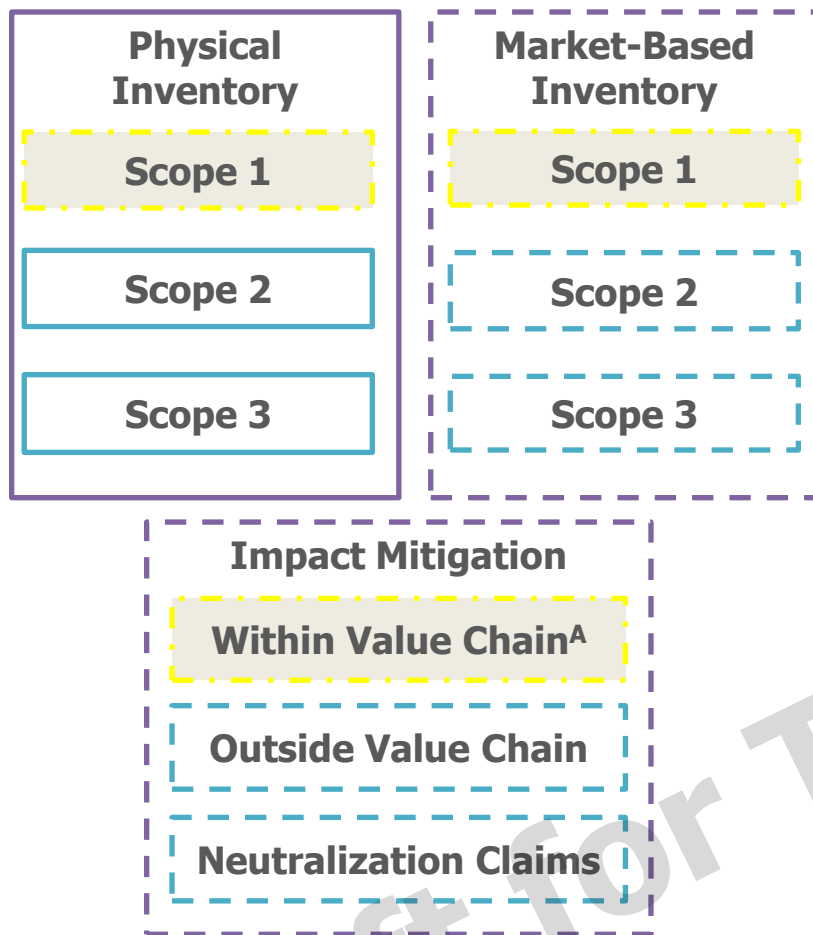 Physical
Inventory
Scope 1
Scope 2
Scope 3
Market-Based
Inventory
Scope 1
Scope 2
Scope 3
Impact Mitigation
Within Value Chainᴬ
Outside Value Chain
Neutralization Claims
for